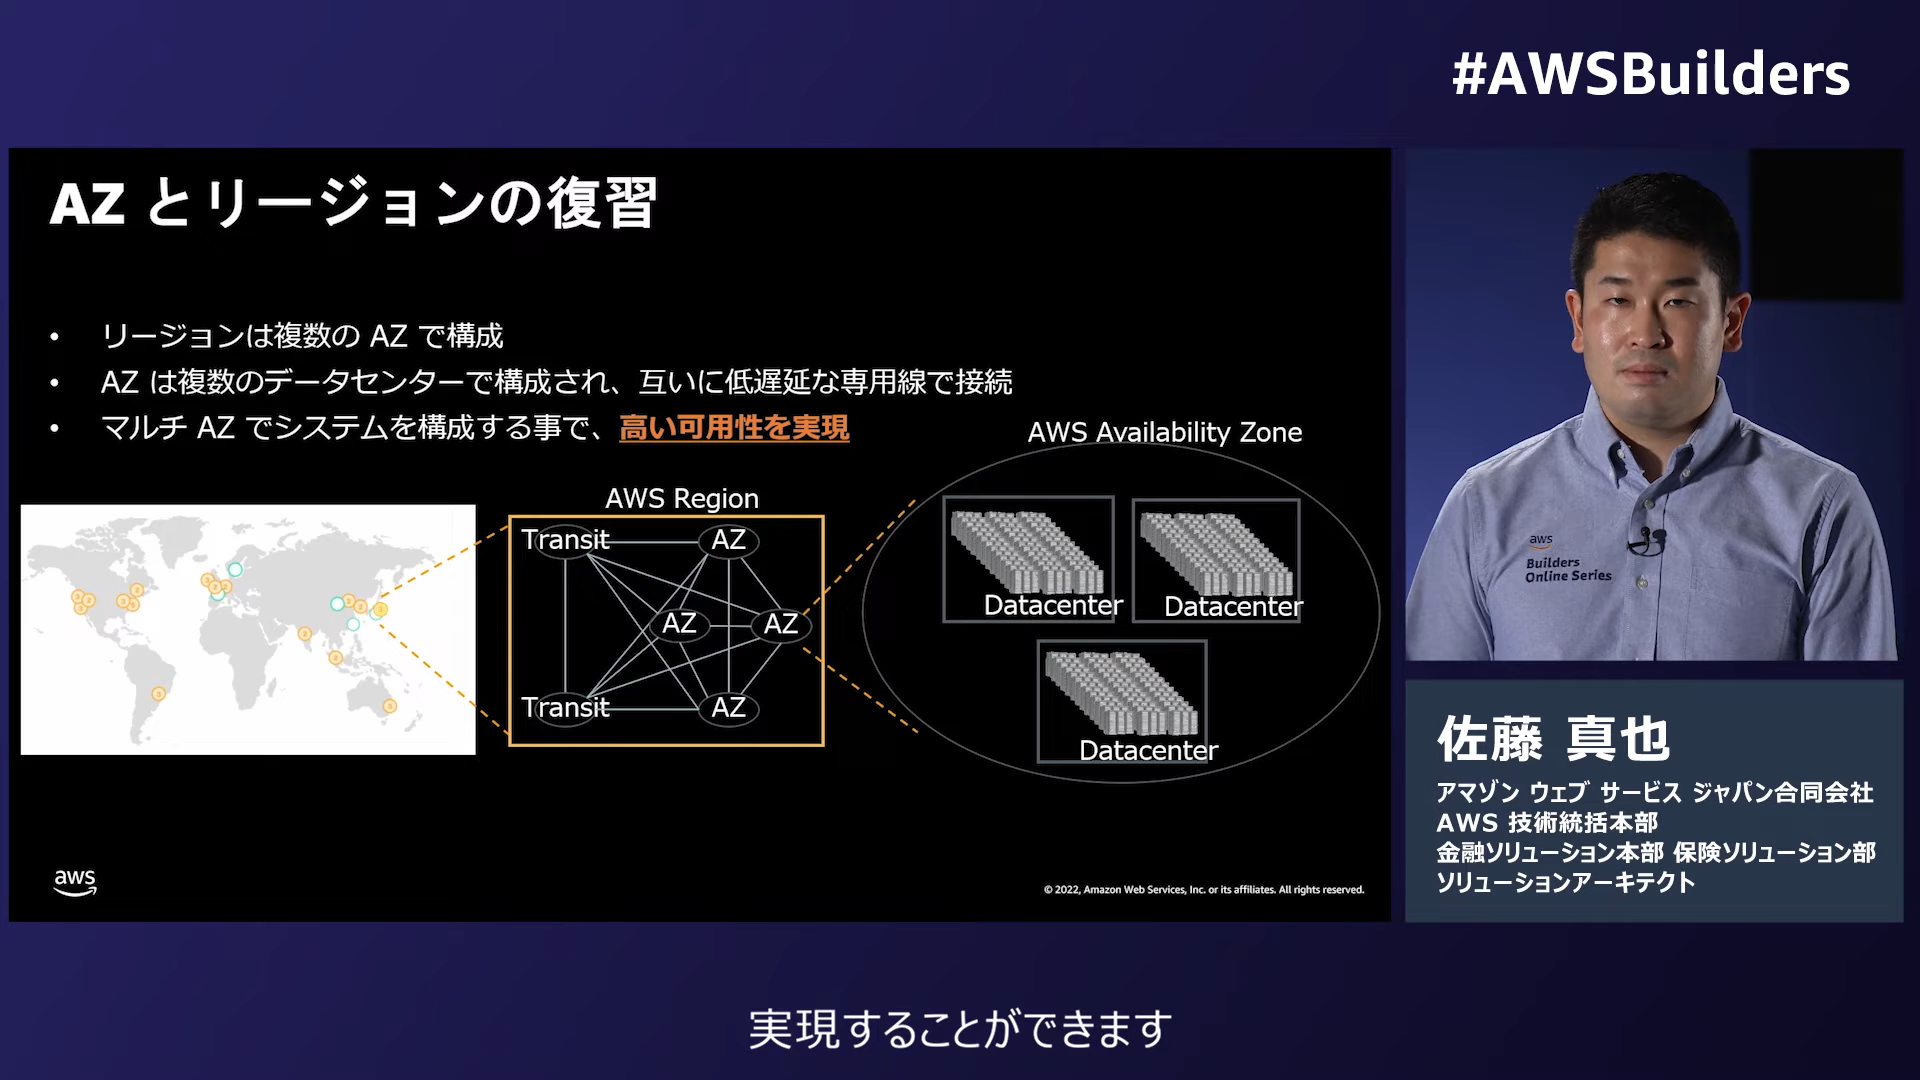 #AWSBuilders
AZ とリージョンの復習
• リージョンは複数の AZ で構成
• AZ は複数のデータセンターで構成され、互いに低遅延な専用線で接続
• マルチ AZ でシステムを構成する事で、高い可用性を実現
AWS Region
Transit
AZ
AZ
AZ
Transit
AZ
AWS Availability Zone
Datacenter
Datacenter
Datacenter
aws
© 2022, Amazon Web Services, Inc. or its affiliates. All rights reserved.
aws
Builders
Online Series
佐藤 真也
アマゾン ウェブ サービス ジャパン合同会社
AWS 技術統括本部
金融ソリューション本部 保険ソリューション部
ソリューションアーキテクト
実現することができます